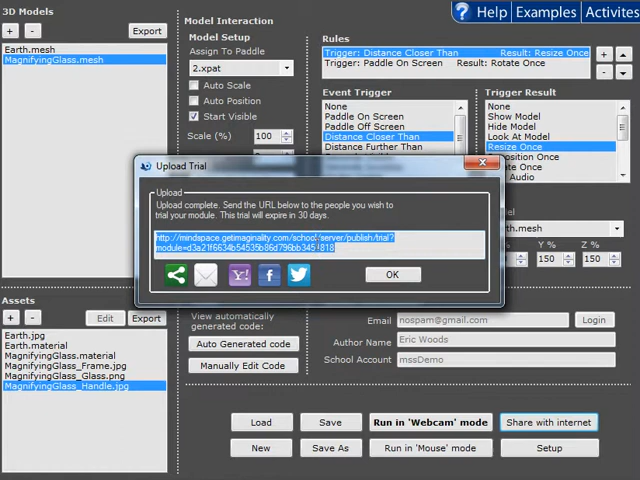 3D Models
+ - Export
Earth.mesh
MagnifyingGlass.mesh
Model Interaction
Model Setup
Assign To Paddle
2.xpat
Auto Scale
Auto Position
Start Visible
Scale (%) 100
? Help Examples Activites
Rules
Trigger: Distance Closer Than Result: Resize Once
Trigger: Paddle On Screen Result: Rotate Once
+
-
Event Trigger
None
Paddle On Screen
Paddle Off Screen
Distance Closer Than
Distance Further Than
Trigger Result
None
Show Model
Hide Model
Look At Model
Resize Once
Position Once
Rotate Once
Audio
Model
Earth.mesh
Y % Z %
150 150
Upload Trial
Upload
Upload complete. Send the URL below to the people you wish to
trial your module. This trial will expire in 30 days.
http://mindspace.getimaginality.com/school/server/publish/trial?
Y! f
OK
Assets
+ - Edit Export
Earth.jpg
Earth.material
MagnifyingGlass.material
MagnifyingGlass_Frame.jpg
MagnifyingGlass_Glass.png
MagnifyingGlass_Handle.jpg
View automatically
generated code:
Auto Generated code
Manually Edit Code
Email nospam@gmail.com Login
Author Name Eric Woods
School Account mssDemo
Load Save Run in 'Webcam' mode Share with internet
New Save As Run in 'Mouse' mode Setup